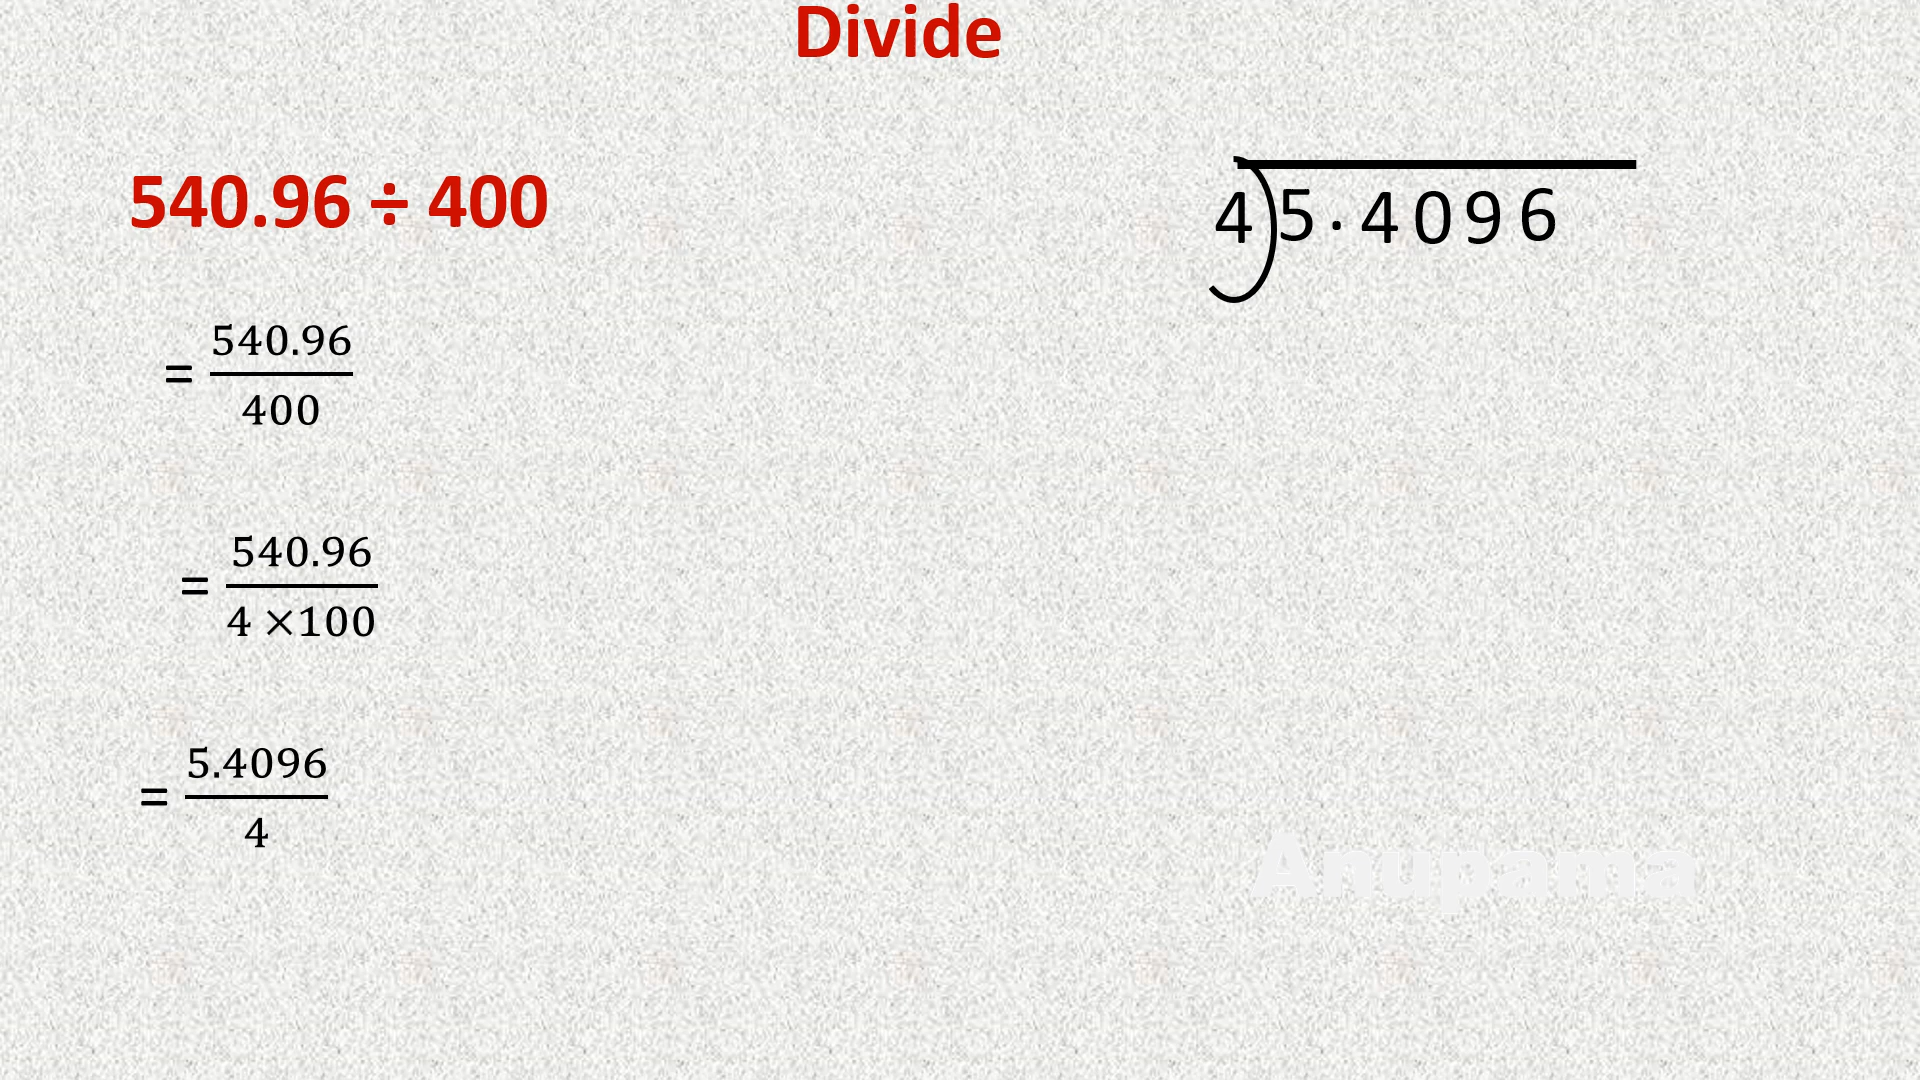 Divide
540.96 ÷ 400
= 540.96/400
= 540.96/4 ×100
= 5.4096/4
4)5.4096
Anupama